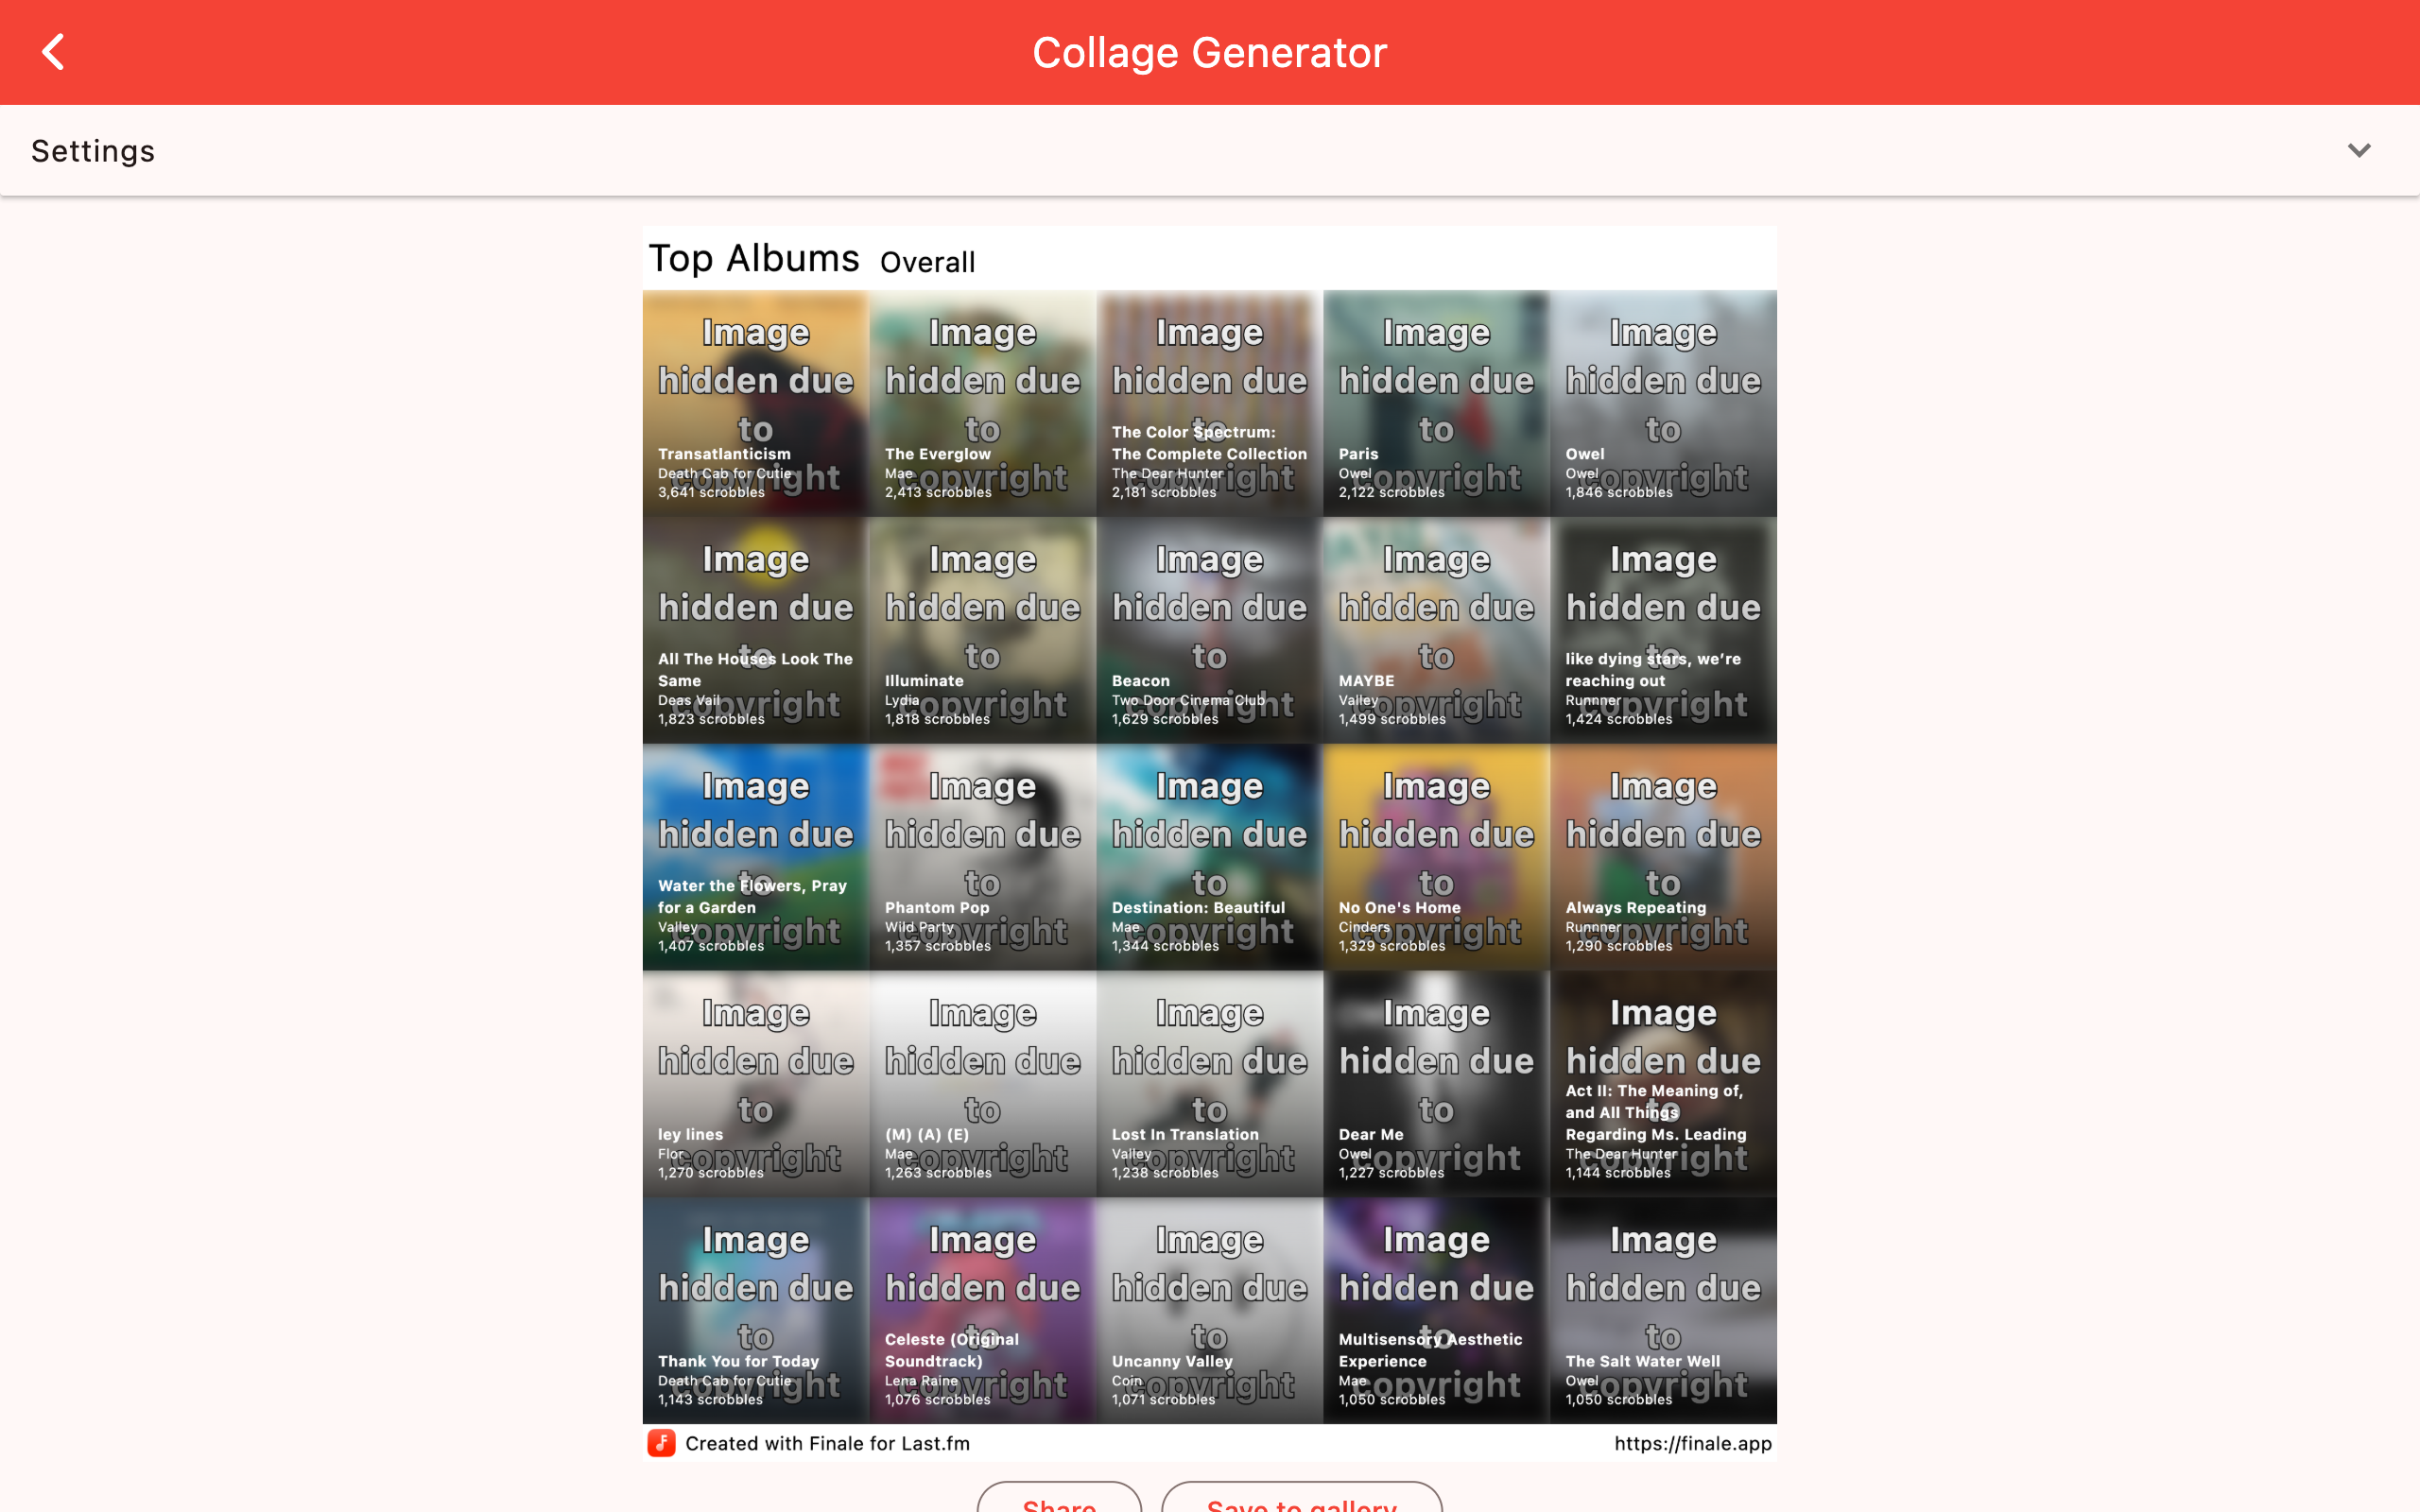 Collage Generator
Settings
Top Albums Overall
Image
hidden due
to
copyright
Transatlanticism
Death Cab for Cutie
3,641 scrobbles
Image
hidden due
to
copyright
The Everglow
Mae
2,413 scrobbles
Image
hidden due
to
copyright
The Color Spectrum:
The Complete Collection
The Dear Hunter
2,181 scrobbles
Image
hidden due
to
copyright
Paris
Owel
2,122 scrobbles
Image
hidden due
to
copyright
Owel
Owel
1,846 scrobbles
Image
hidden due
to
copyright
All The Houses Look The
Same
Deas Vail
1,823 scrobbles
Image
hidden due
to
copyright
Illuminate
Lydia
1,818 scrobbles
Image
hidden due
to
copyright
Beacon
Two Door Cinema Club
1,629 scrobbles
Image
hidden due
to
copyright
MAYBE
Valley
1,499 scrobbles
Image
hidden due
to
copyright
like dying stars, we’re
reaching out
Runnner
1,424 scrobbles
Image
hidden due
to
copyright
Water the Flowers, Pray
for a Garden
Valley
1,407 scrobbles
Image
hidden due
to
copyright
Phantom Pop
Wild Party
1,357 scrobbles
Image
hidden due
to
copyright
Destination: Beautiful
Mae
1,344 scrobbles
Image
hidden due
to
copyright
No One's Home
Cinders
1,329 scrobbles
Image
hidden due
to
copyright
Always Repeating
Runnner
1,290 scrobbles
Image
hidden due
to
copyright
ley lines
Flor
1,270 scrobbles
Image
hidden due
to
copyright
(M) (A) (E)
Mae
1,263 scrobbles
Image
hidden due
to
copyright
Lost In Translation
Valley
1,238 scrobbles
Image
hidden due
to
copyright
Dear Me
Owel
1,227 scrobbles
Image
hidden due
to
copyright
Act II: The Meaning of,
and All Things
Regarding Ms. Leading
The Dear Hunter
1,144 scrobbles
Image
hidden due
to
copyright
Thank You for Today
Death Cab for Cutie
1,143 scrobbles
Image
hidden due
to
copyright
Celeste (Original
Soundtrack)
Lena Raine
1,076 scrobbles
Image
hidden due
to
copyright
Uncanny Valley
Coin
1,071 scrobbles
Image
hidden due
to
copyright
Multisensory Aesthetic
Experience
Mae
1,050 scrobbles
Image
hidden due
to
copyright
The Salt Water Well
Owel
1,050 scrobbles
Created with Finale for Last.fm
https://finale.app
Share
Save to gallery